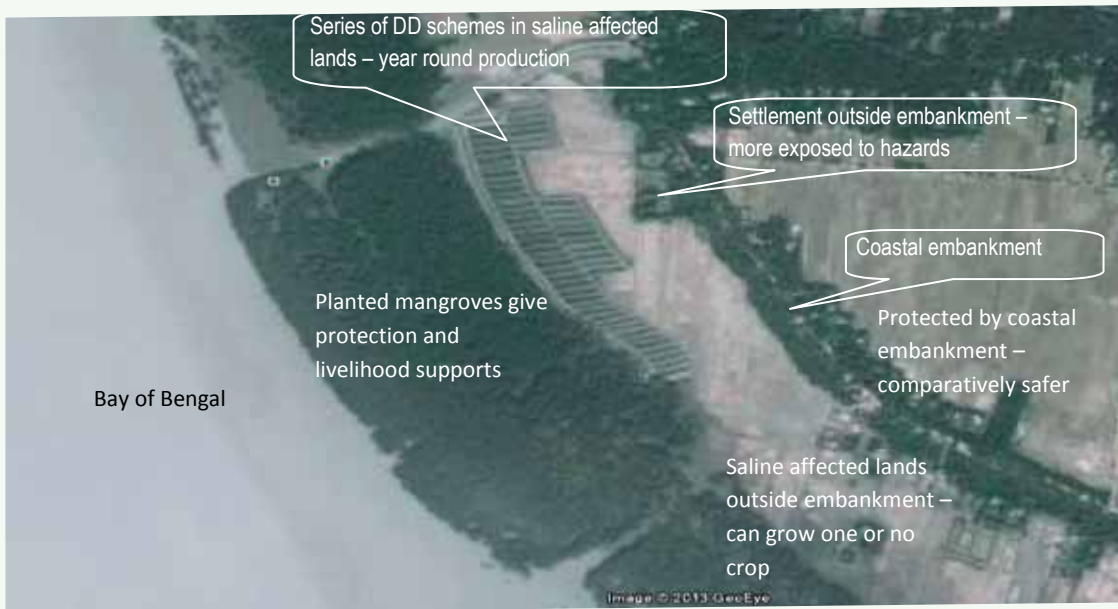 Series of DD schemes in saline affected
lands – year round production
Settlement outside embankment –
more exposed to hazards
Coastal embankment
Planted mangroves give
protection and
livelihood supports
Protected by coastal
embankment –
comparatively safer
Bay of Bengal
Saline affected lands
outside embankment –
can grow one or no
crop
Image © 2013 GeoEye